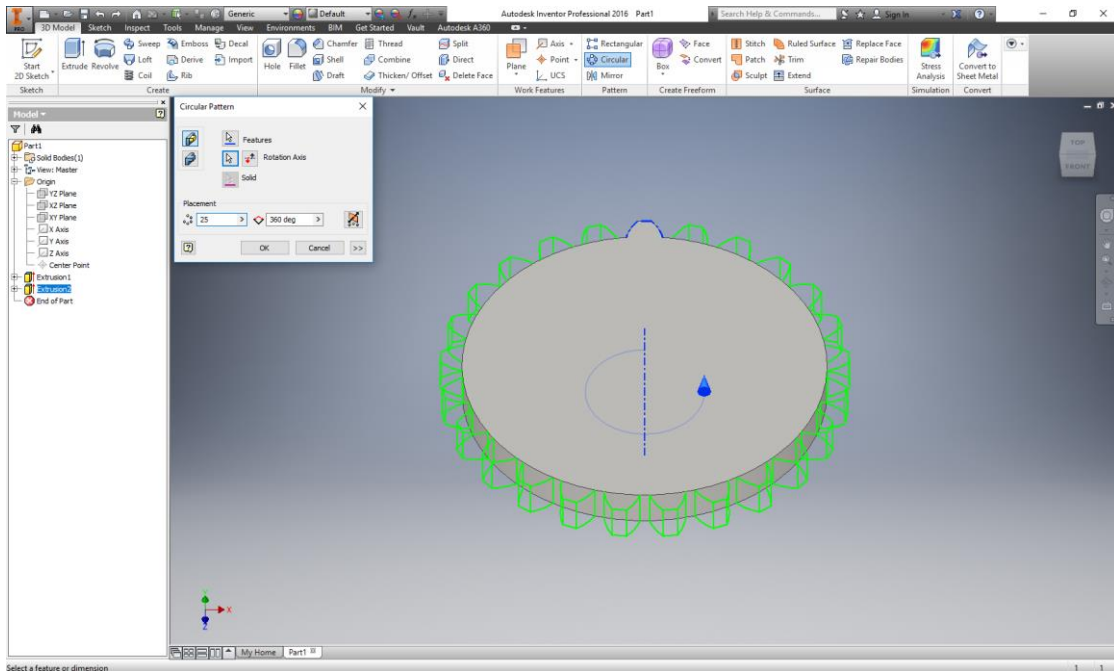 Generic
Default
Autodesk Inventor Professional 2016 Part1
Search Help & Commands...
Sign In
PRO
3D Model Sketch Inspect Tools Manage View Environments BIM Get Started Vault Autodesk A360
Start
2D Sketch
Extrude
Revolve
Sweep
Loft
Coil
Emboss
Derive
Rib
Decal
Import
Hole
Fillet
Chamfer
Shell
Draft
Thread
Combine
Thicken/ Offset
Split
Direct
Delete Face
Plane
Axis
Point
UCS
Rectangular
Circular
Mirror
Box
Face
Convert
Stitch
Patch
Sculpt
Ruled Surface
Trim
Extend
Replace Face
Repair Bodies
Stress
Analysis
Convert to
Sheet Metal
Sketch Create Modify Work Features Pattern Create Freeform Surface Simulation Convert
Model
Part1
Solid Bodies(1)
View: Master
Origin
YZ Plane
XZ Plane
XY Plane
X Axis
Y Axis
Z Axis
Center Point
Extrusion1
Extrusion2
End of Part
Circular Pattern
Features
Rotation Axis
Solid
Placement
25
360 deg
OK Cancel >>
TOP
FRONT
Y
X
Z
My Home Part1
Select a feature or dimension
1 1